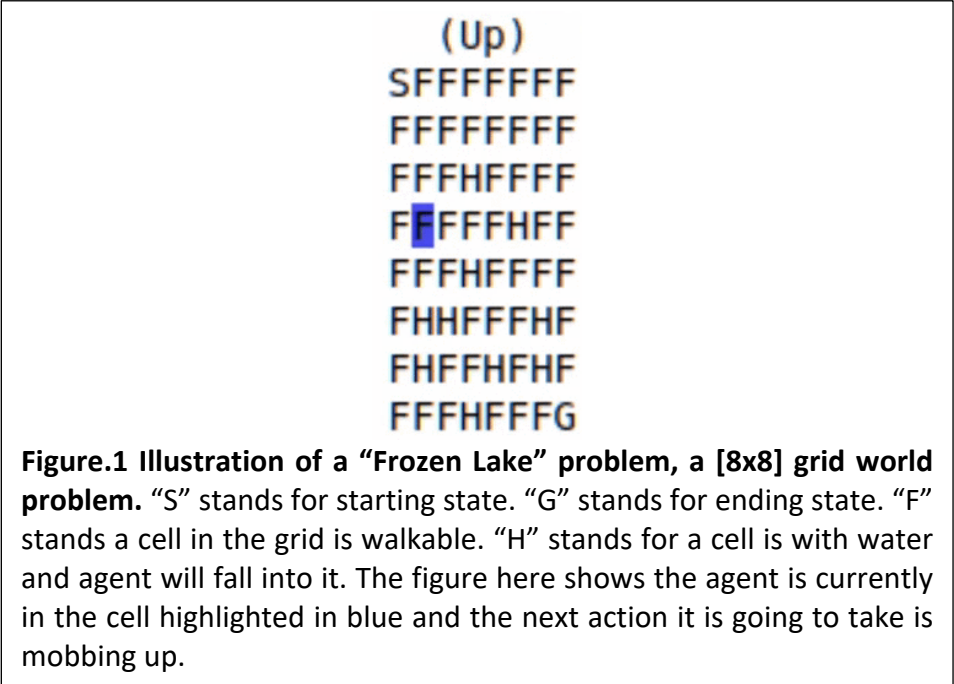 (Up)
SFFFFFFF
FFFFFFFF
FFFHFFFF
FFFFFHFF
FFFHFFFF
FHHFFFHF
FHFFHFHF
FFFHFFFG
Figure.1 Illustration of a “Frozen Lake” problem, a [8x8] grid world
problem. “S” stands for starting state. “G” stands for ending state. “F”
stands a cell in the grid is walkable. “H” stands for a cell is with water
and agent will fall into it. The figure here shows the agent is currently
in the cell highlighted in blue and the next action it is going to take is
mobbing up.